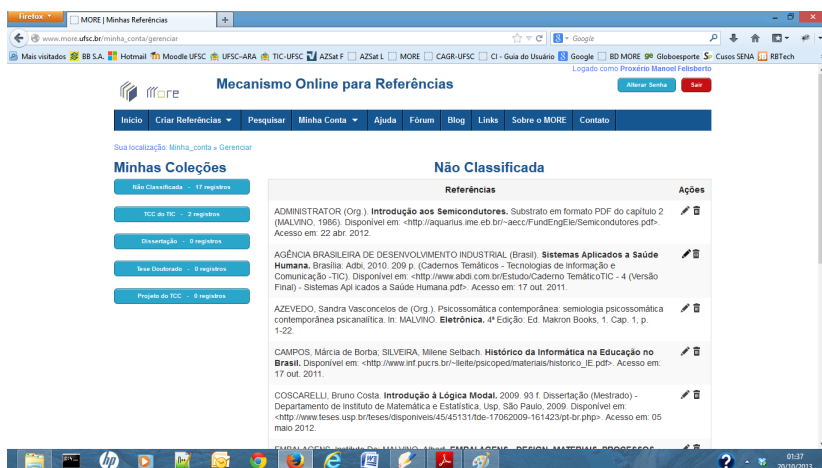 Firefox
MORE | Minhas Referências
www.more.ufsc.br/minha_conta/gerenciar
Google
Mais visitados BB S.A. Hotmail Moodle UFSC UFSC-ARA TIC-UFSC AZSat F AZSat L MORE CAGR-UFSC CI - Guia do Usuário Google BD MORE Globoesporte Cusos SENA RBTech
Logado como Proxério Manoel Felisberto
more
Mecanismo Online para Referências
Alterar Senha Sair
Início Criar Referências Pesquisar Minha Conta Ajuda Fórum Blog Links Sobre o MORE Contato
Sua localização: Minha_conta » Gerenciar
Minhas Coleções
Não Classificada - 17 registros
TCC do TIC - 2 registros
Dissertação - 0 registros
Tese Doutorado - 0 registros
Projeto do TCC - 0 registros
Não Classificada
Referências Ações
ADMINISTRATOR (Org.). Introdução aos Semicondutores. Substrato em formato PDF do capítulo 2
(MALVINO, 1986). Disponível em: <http://aquarius.ime.eb.br/~aecc/FundEngEle/Semicondutores.pdf>.
Acesso em: 22 abr. 2012.
AGÊNCIA BRASILEIRA DE DESENVOLVIMENTO INDUSTRIAL (Brasil). Sistemas Aplicados a Saúde
Humana. Brasília: Adbi, 2010. 209 p. (Cadernos Temáticos - Tecnologias de Informação e
Comunicação -TIC). Disponível em: <http://www.abdi.com.br/Estudo/Caderno TemáticoTIC - 4 (Versão
Final) - Sistemas Apl icados a Saúde Humana.pdf>. Acesso em: 17 out. 2011.
AZEVEDO, Sandra Vasconcelos de (Org.). Psicossomática contemporânea: semiologia psicossomática
contemporânea psicanalítica. In: MALVINO. Eletrônica. 4ª Edição: Ed. Makron Books, 1. Cap. 1, p.
1-22.
CAMPOS, Márcia de Borba; SILVEIRA, Milene Selbach. Histórico da Informática na Educação no
Brasil. Disponível em: <http://www.inf.pucrs.br/~lleite/psicoped/materiais/historico_IE.pdf>. Acesso em:
17 out. 2011.
COSCARELLI, Bruno Costa. Introdução à Lógica Modal. 2009. 93 f. Dissertação (Mestrado) -
Departamento de Instituto de Matemática e Estatística, Usp, São Paulo, 2009. Disponível em:
<http://www.teses.usp.br/teses/disponiveis/45/45131/tde-17062009-161423/pt-br.php>. Acesso em: 05
maio 2012.
01:37
20/10/2013